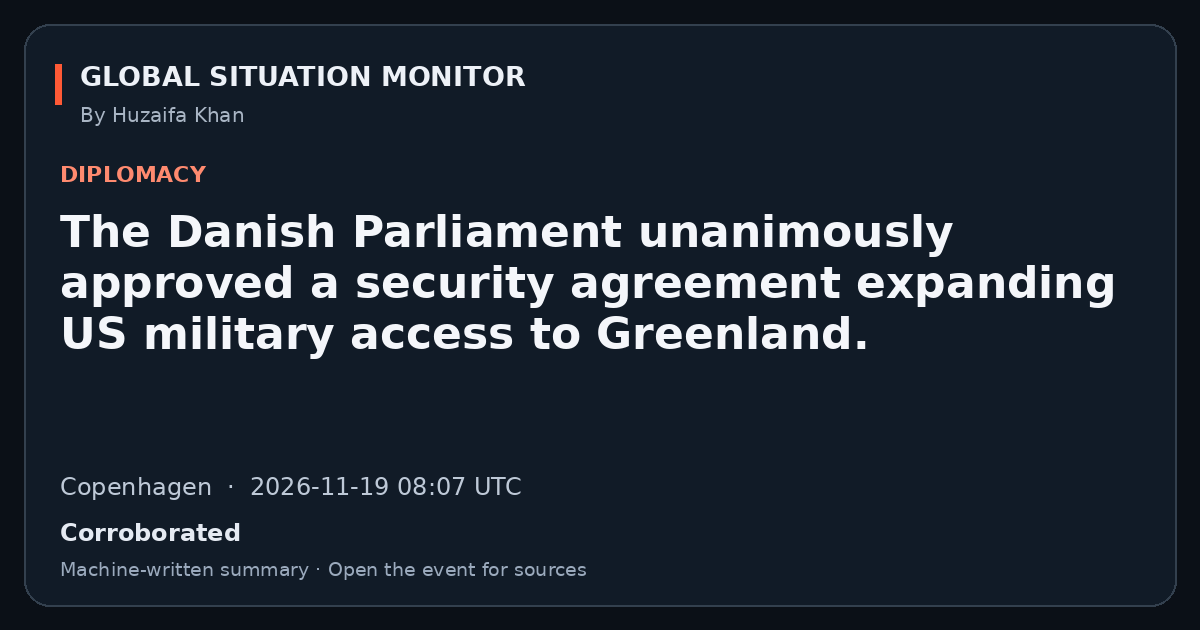 GLOBAL SITUATION MONITOR
By Huzaifa Khan
DIPLOMACY
The Danish Parliament unanimously
approved a security agreement expanding
US military access to Greenland.
Copenhagen · 2026-11-19 08:07 UTC
Corroborated
Machine-written summary · Open the event for sources